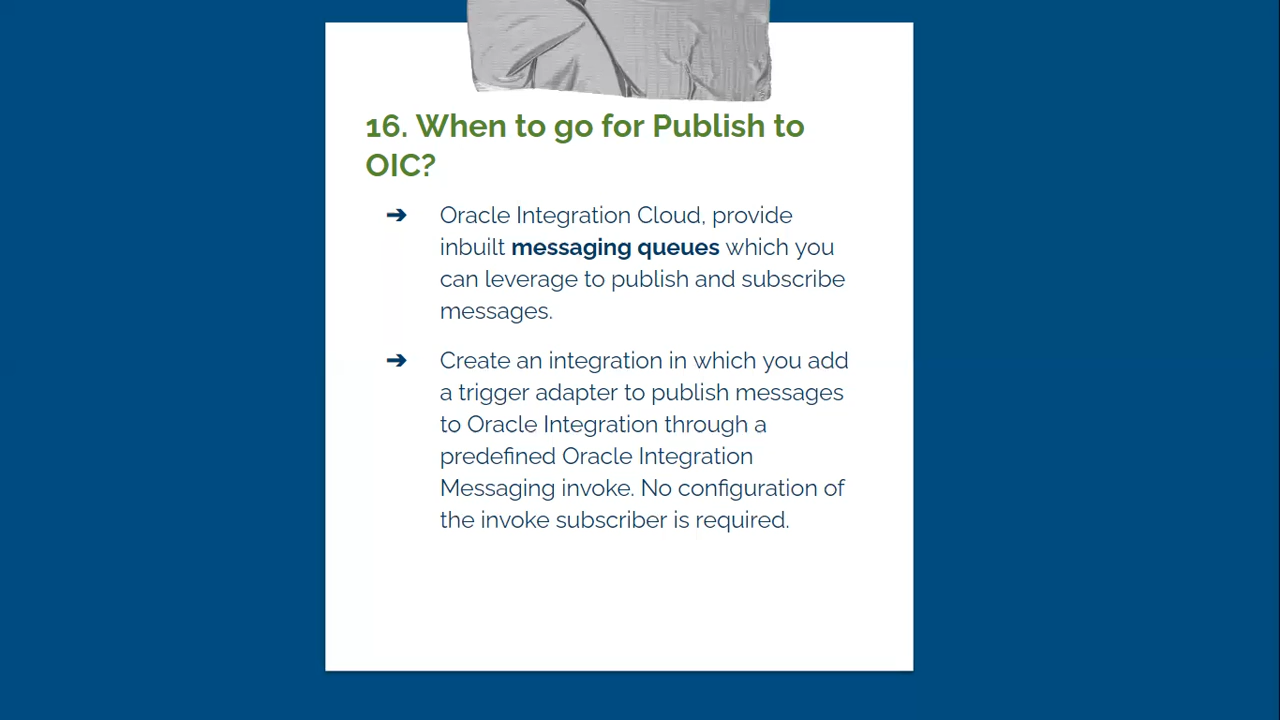 16. When to go for Publish to
OIC?
➔ Oracle Integration Cloud, provide
inbuilt messaging queues which you
can leverage to publish and subscribe
messages.
➔ Create an integration in which you add
a trigger adapter to publish messages
to Oracle Integration through a
predefined Oracle Integration
Messaging invoke. No configuration of
the invoke subscriber is required.